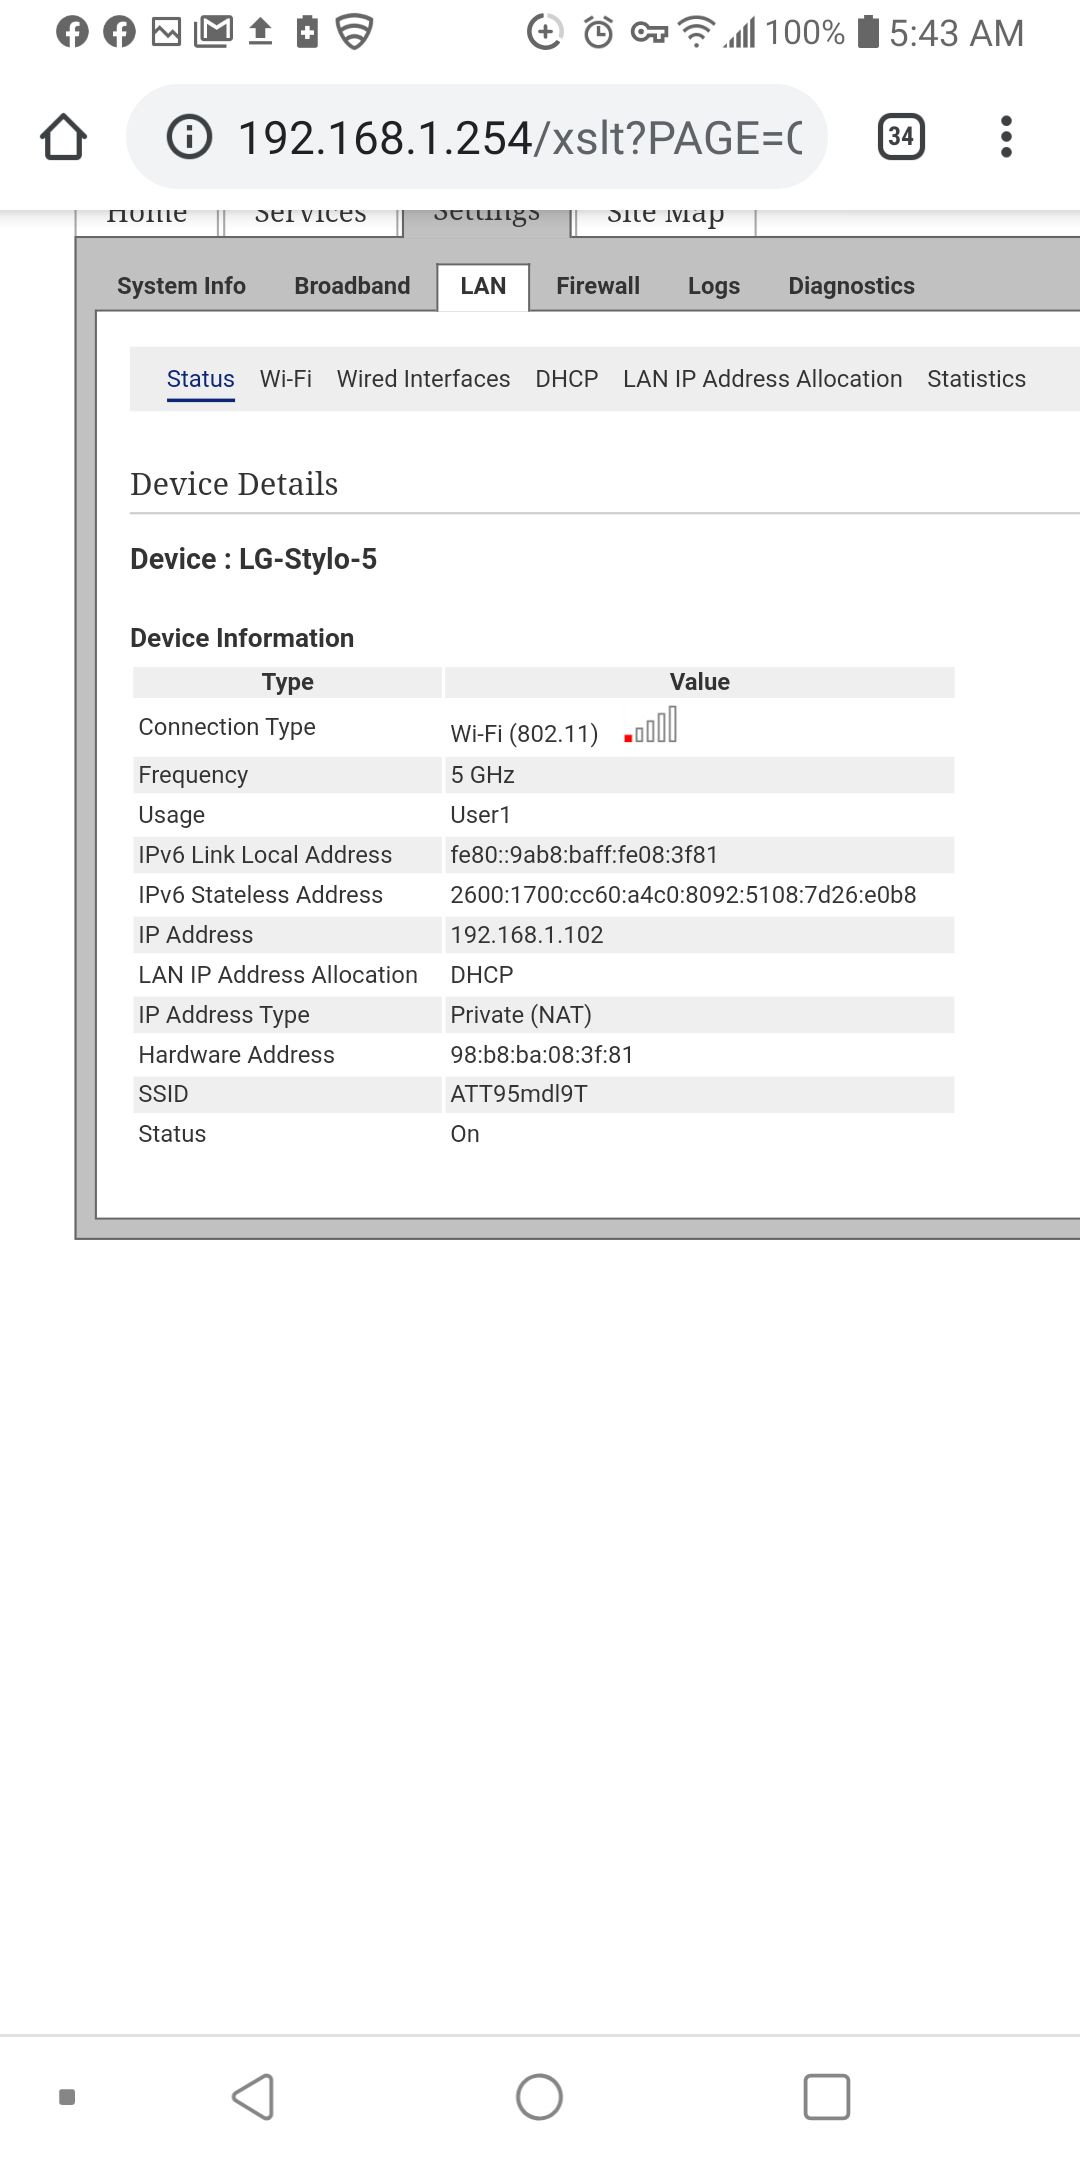 100% 5:43 AM
192.168.1.254/xslt?PAGE=C
34
Home Services Settings Site Map
System Info Broadband LAN Firewall Logs Diagnostics
Status Wi-Fi Wired Interfaces DHCP LAN IP Address Allocation Statistics
Device Details
Device : LG-Stylo-5
Device Information
Type Value
Connection Type Wi-Fi (802.11)
Frequency 5 GHz
Usage User1
IPv6 Link Local Address fe80::9ab8:baff:fe08:3f81
IPv6 Stateless Address 2600:1700:cc60:a4c0:8092:5108:7d26:e0b8
IP Address 192.168.1.102
LAN IP Address Allocation DHCP
IP Address Type Private (NAT)
Hardware Address 98:b8:ba:08:3f:81
SSID ATT95mdl9T
Status On